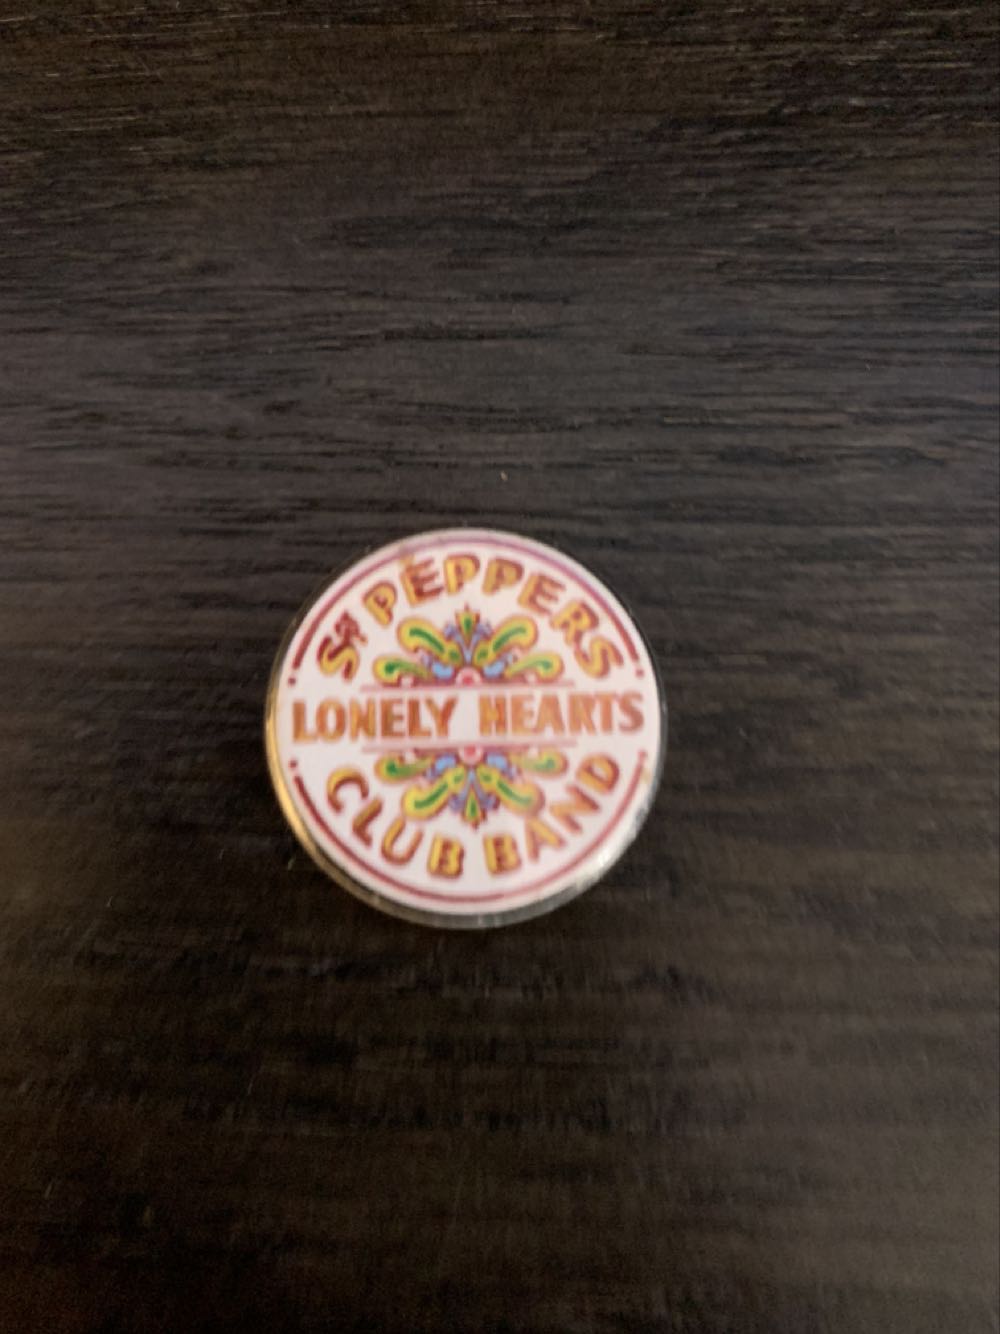 Sgt PEPPERS
LONELY HEARTS
CLUB BAND